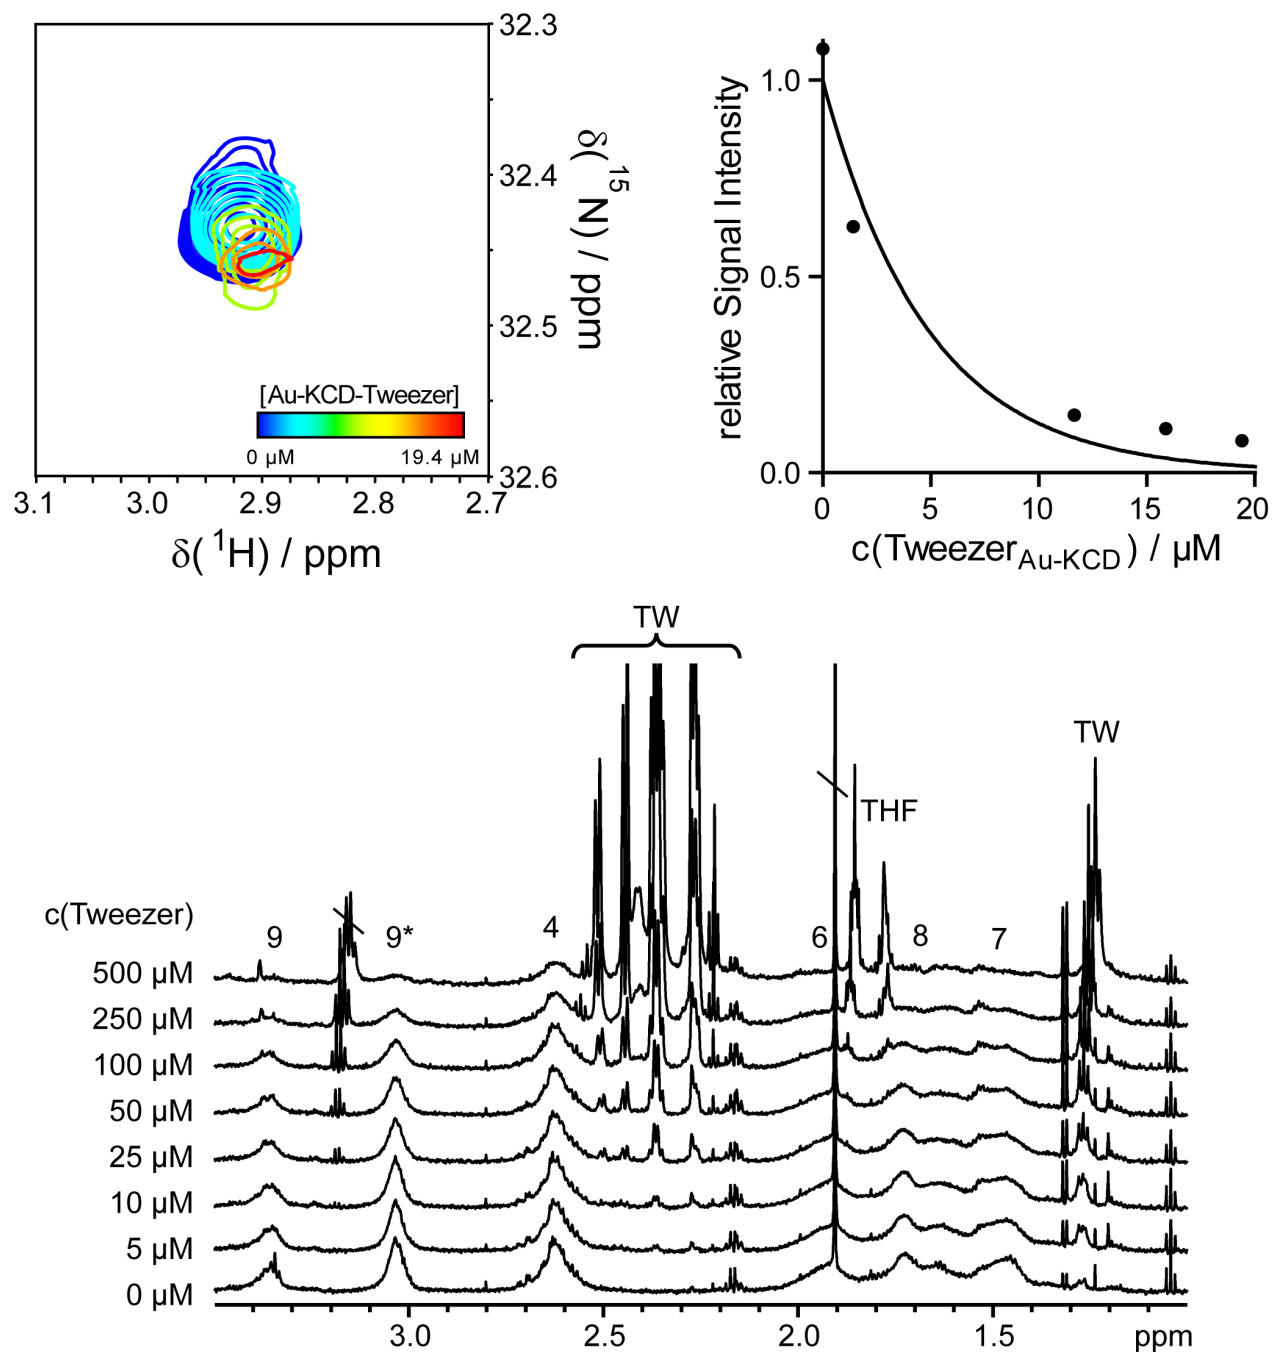 32.3
32.4
32.5
32.6
δ( 15 N) / ppm
[Au-KCD-Tweezer]
0 µM 19.4 µM
3.1 3.0 2.9 2.8 2.7
δ( 1H) / ppm
relative Signal Intensity
1.0
0.5
0.0
0 5 10 15 20
c(TweezerAu-KCD) / µM
TW
TW
THF
c(Tweezer)
9 9* 4 6 8 7
500 µM
250 µM
100 µM
50 µM
25 µM
10 µM
5 µM
0 µM
3.0 2.5 2.0 1.5 ppm